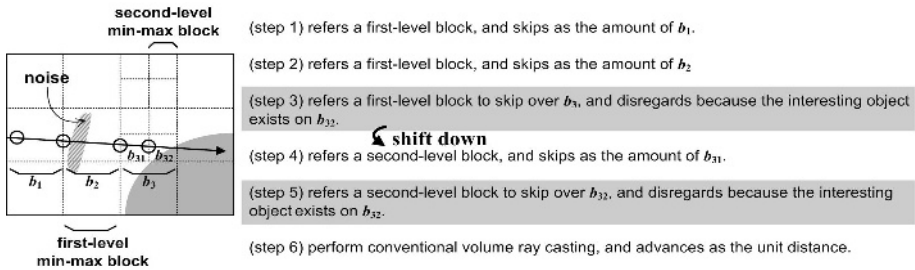 second-level
min-max block
noise
b31
b32
b1
b2
b3
first-level
min-max block
(step 1) refers a first-level block, and skips as the amount of b1.
(step 2) refers a first-level block, and skips as the amount of b2
(step 3) refers a first-level block to skip over b3, and disregards because the interesting object
exists on b32.
shift down
(step 4) refers a second-level block, and skips as the amount of b31.
(step 5) refers a second-level block to skip over b32, and disregards because the interesting
object exists on b32.
(step 6) perform conventional volume ray casting, and advances as the unit distance.